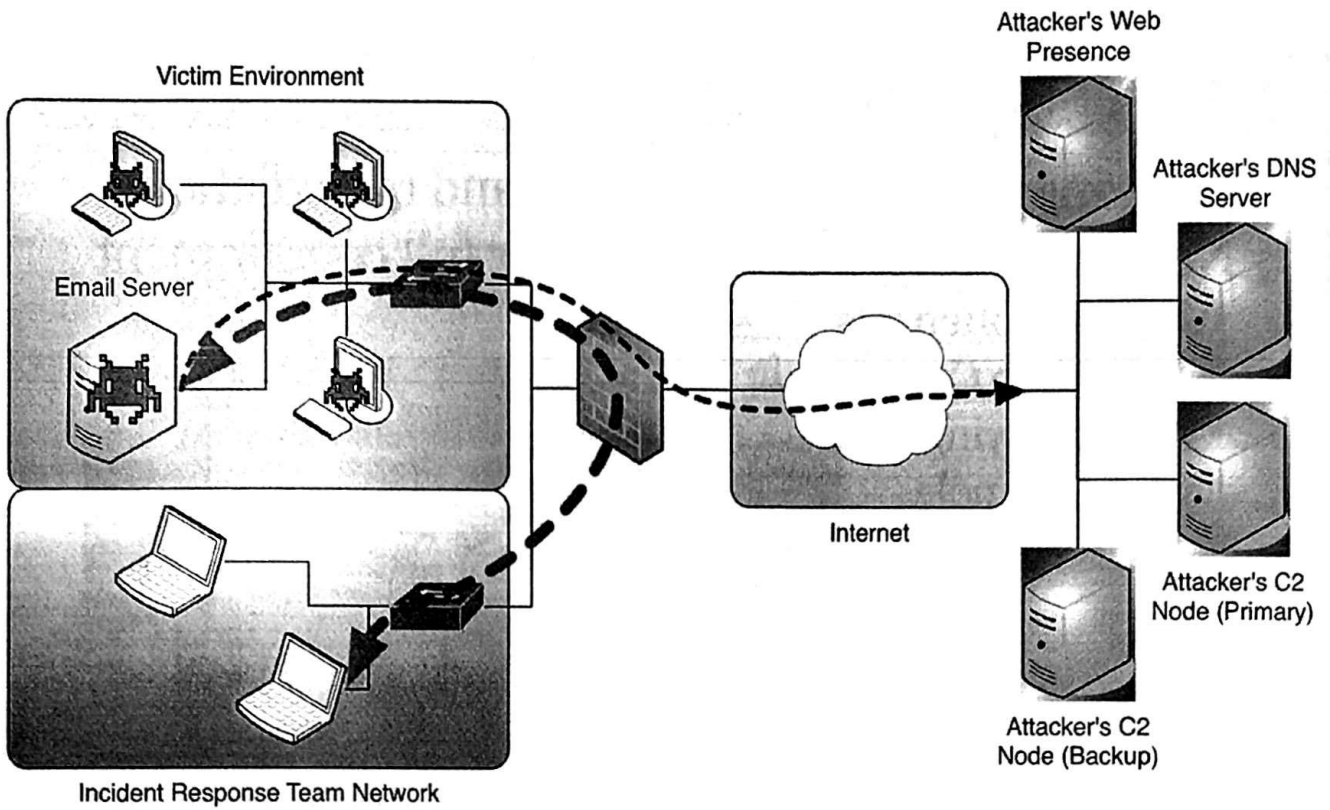 Attacker's Web
Presence
Victim Environment
Attacker's DNS
Server
Email Server
Internet
Attacker's C2
Node (Primary)
Attacker's C2
Node (Backup)
Incident Response Team Network